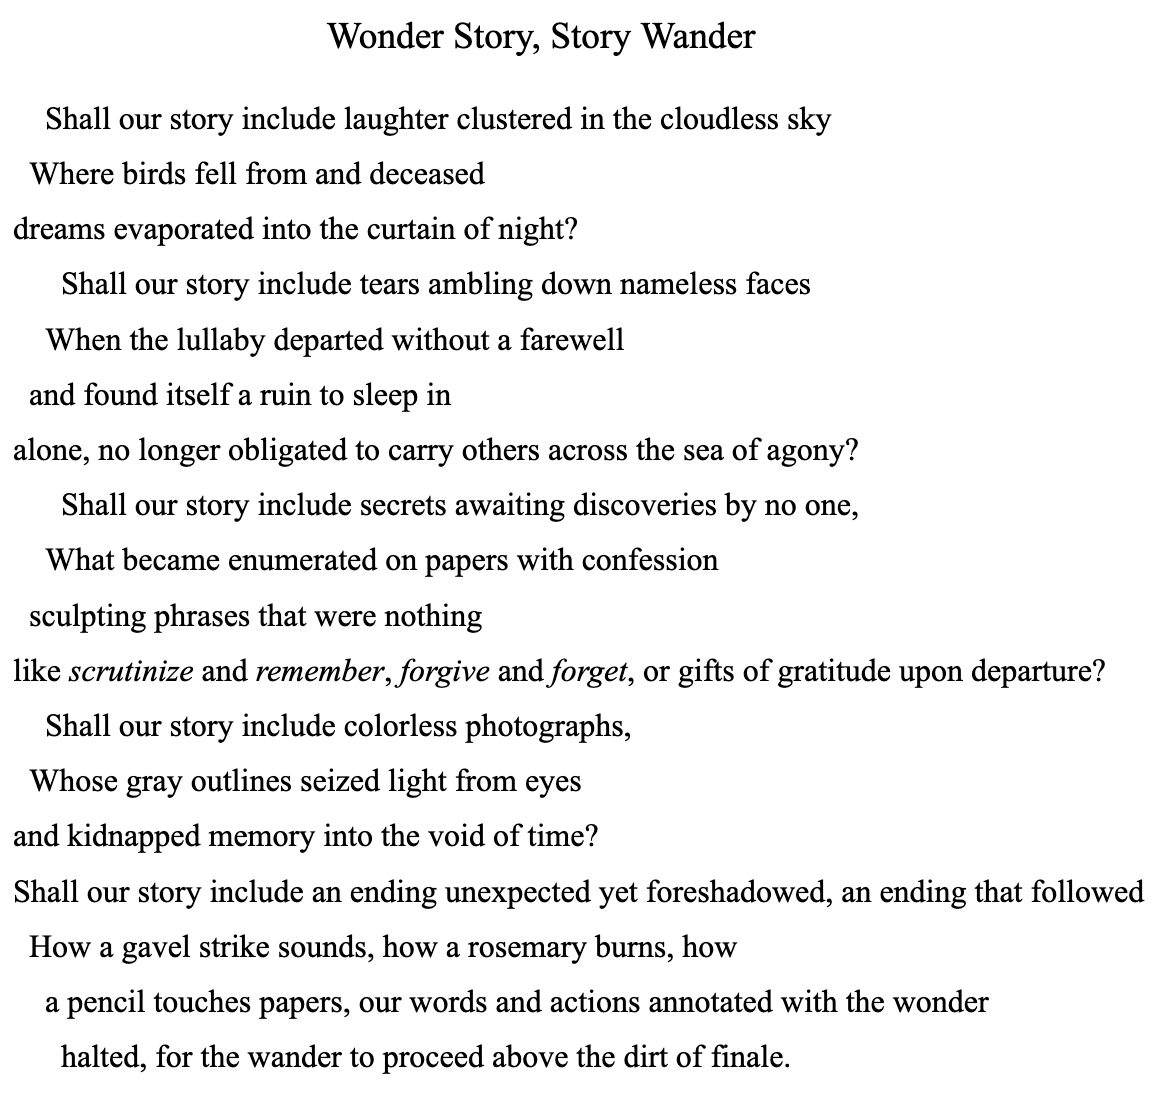 Wonder Story, Story Wander
Shall our story include laughter clustered in the cloudless sky
Where birds fell from and deceased
dreams evaporated into the curtain of night?
Shall our story include tears ambling down nameless faces
When the lullaby departed without a farewell
and found itself a ruin to sleep in
alone, no longer obligated to carry others across the sea of agony?
Shall our story include secrets awaiting discoveries by no one,
What became enumerated on papers with confession
sculpting phrases that were nothing
like scrutinize and remember, forgive and forget, or gifts of gratitude upon departure?
Shall our story include colorless photographs,
Whose gray outlines seized light from eyes
and kidnapped memory into the void of time?
Shall our story include an ending unexpected yet foreshadowed, an ending that followed
How a gavel strike sounds, how a rosemary burns, how
a pencil touches papers, our words and actions annotated with the wonder
halted, for the wander to proceed above the dirt of finale.